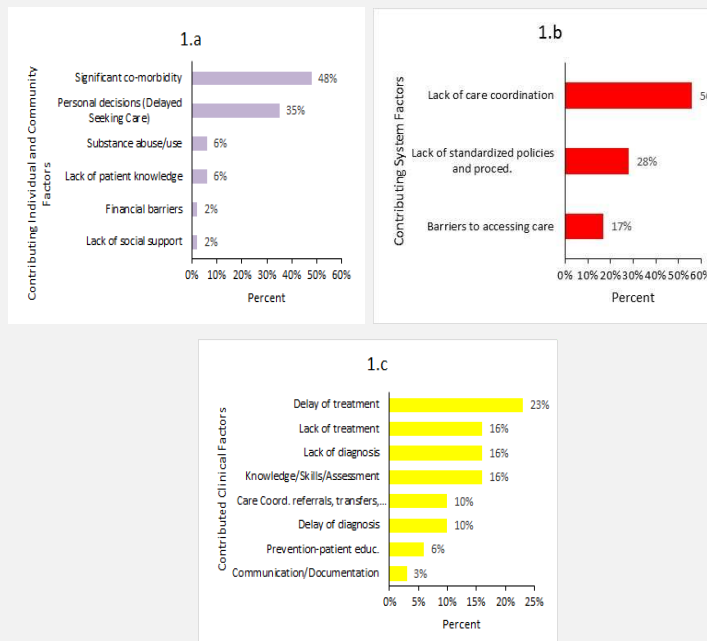 1.a
Contributing Individual and Community
Factors
Significant co-morbidity
48%
Personal decisions (Delayed
Seeking Care)
35%
Substance abuse/use
6%
Lack of patient knowledge
6%
Financial barriers
2%
Lack of social support
2%
0% 10% 20% 30% 40% 50% 60%
Percent
1.b
Contributing System Factors
Lack of care coordination
Lack of standardized policies
and proced.
28%
Barriers to accessing care
17%
0% 10% 20% 30% 40% 50% 60%
Percent
1.c
Contributed Clinical Factors
Delay of treatment
23%
Lack of treatment
16%
Lack of diagnosis
16%
Knowledge/Skills/Assessment
16%
Care Coord. referrals, transfers,...
10%
Delay of diagnosis
10%
Prevention-patient educ.
6%
Communication/Documentation
3%
0% 5% 10% 15% 20% 25%
Percent